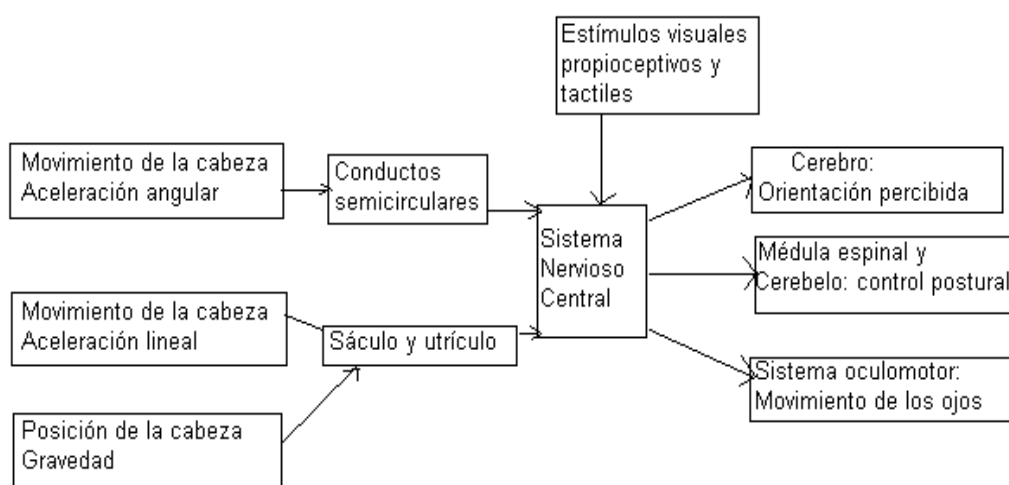 Estímulos visuales
propioceptivos y
tactiles
Movimiento de la cabeza
Aceleración angular
Conductos
semicirculares
Cerebro:
Orientación percibida
Sistema
Nervioso
Central
Médula espinal y
Cerebelo: control postural
Movimiento de la cabeza
Aceleración lineal
Sáculo y utrículo
Sistema oculomotor:
Movimiento de los ojos
Posición de la cabeza
Gravedad